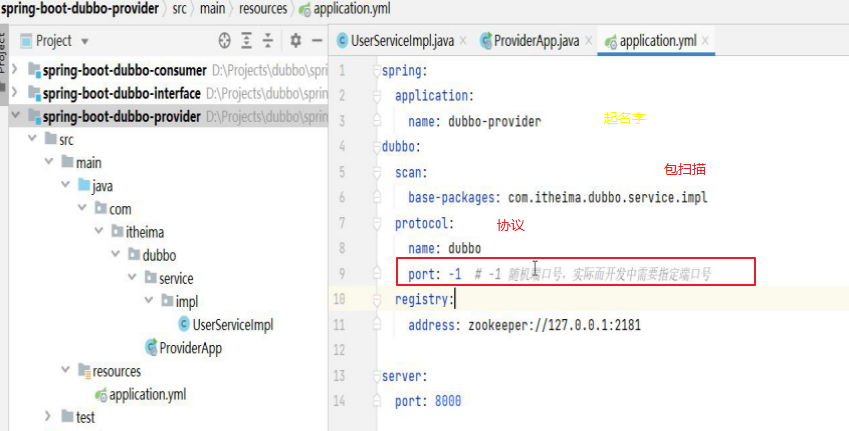 spring-boot-dubbo-provider › src › main › resources › application.yml
Project
Project
UserServiceImpl.java
ProviderApp.java
application.yml
spring-boot-dubbo-consumer D:\Projects\dubbo\spri
spring-boot-dubbo-interface D:\Projects\dubbo\sprin
spring-boot-dubbo-provider D:\Projects\dubbo\sprin
src
main
java
com
itheima
dubbo
service
impl
UserServiceImpl
ProviderApp
resources
application.yml
test
1 spring:
2 application:
3 name: dubbo-provider 起名字
4 dubbo:
5 scan: 包扫描
6 base-packages: com.itheima.dubbo.service.impl
7 protocol: 协议
8 name: dubbo
9 port: -1 # -1 随机端口号,实际而开发中需要指定端口号
10 registry:
11 address: zookeeper://127.0.0.1:2181
12
13 server:
14 port: 8000